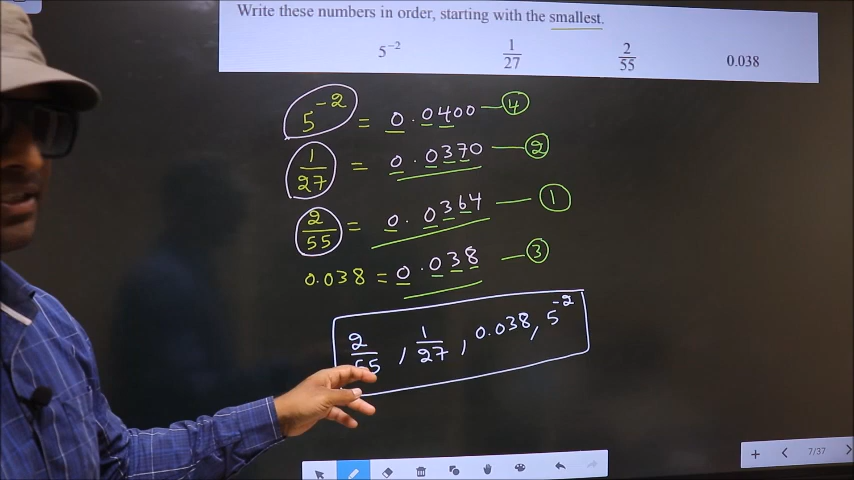 Write these numbers in order, starting with the smallest.
5⁻² 1/27 2/55 0.038
5⁻² = 0.0400 — 4
1/27 = 0.0370 — 2
2/55 = 0.0364 — 1
0.038 = 0.038 — 3
2/55, 1/27, 0.038, 5⁻²
+ < 7/37 >